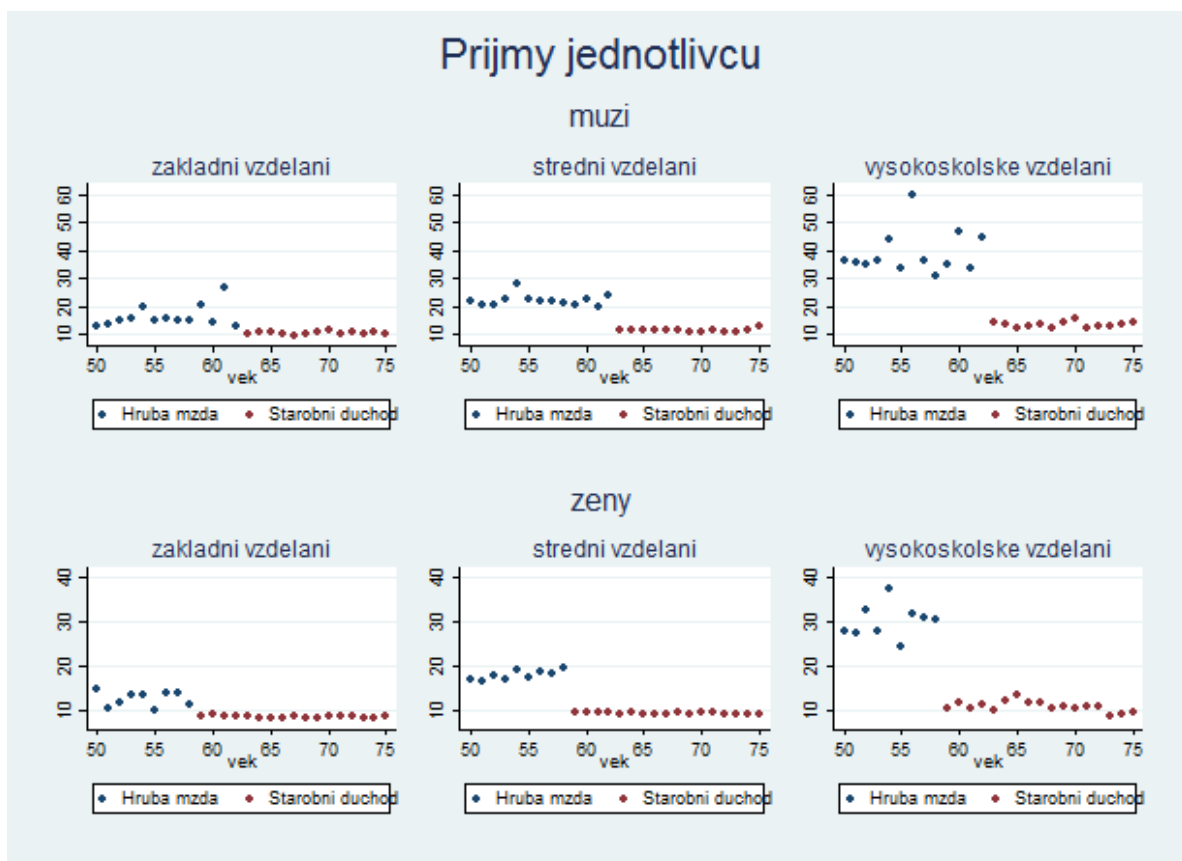 Prijmy jednotlivcu
muzi
zakladni vzdelani
10 20 30 40 50 60
50 55 60 65 70 75
vek
Hruba mzda Starobni duchod
stredni vzdelani
10 20 30 40 50 60
50 55 60 65 70 75
vek
Hruba mzda Starobni duchod
vysokoskolske vzdelani
10 20 30 40 50 60
50 55 60 65 70 75
vek
Hruba mzda Starobni duchod
zeny
zakladni vzdelani
10 20 30 40
50 55 60 65 70 75
vek
Hruba mzda Starobni duchod
stredni vzdelani
10 20 30 40
50 55 60 65 70 75
vek
Hruba mzda Starobni duchod
vysokoskolske vzdelani
10 20 30 40
50 55 60 65 70 75
vek
Hruba mzda Starobni duchod